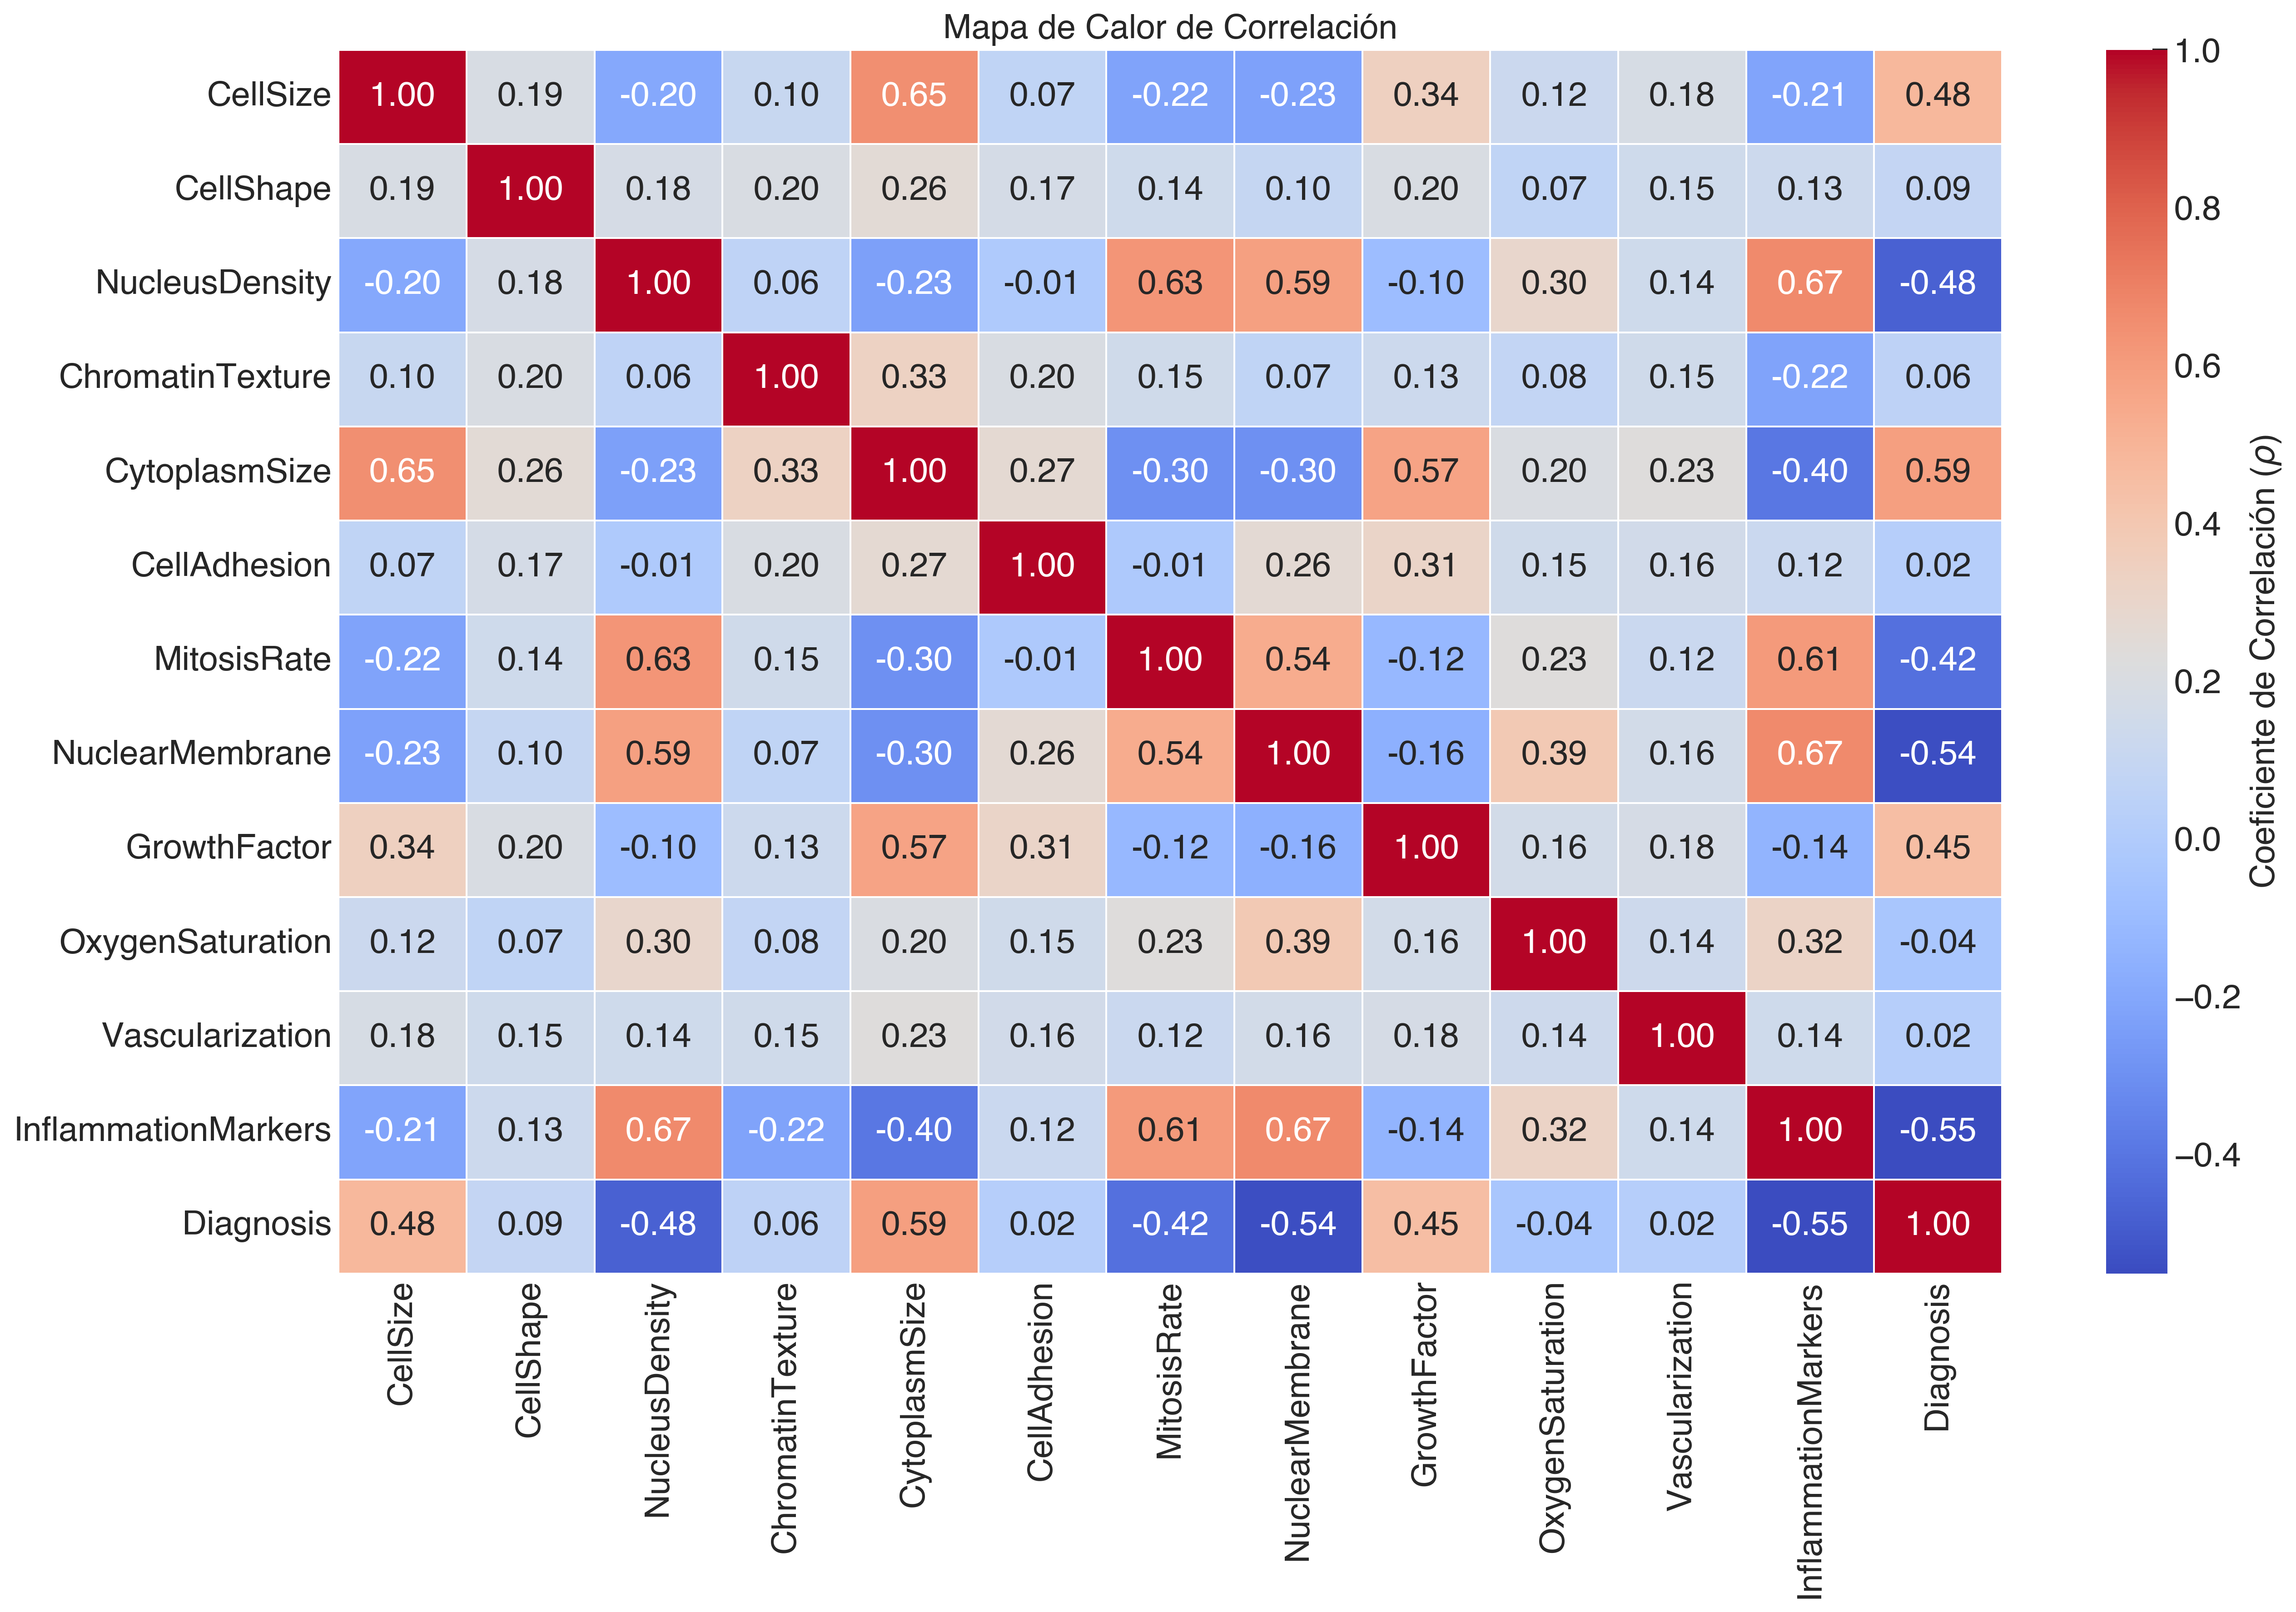 Mapa de Calor de Correlación
CellSize 1.00 0.19 -0.20 0.10 0.65 0.07 -0.22 -0.23 0.34 0.12 0.18 -0.21 0.48
CellShape 0.19 1.00 0.18 0.20 0.26 0.17 0.14 0.10 0.20 0.07 0.15 0.13 0.09
NucleusDensity -0.20 0.18 1.00 0.06 -0.23 -0.01 0.63 0.59 -0.10 0.30 0.14 0.67 -0.48
ChromatinTexture 0.10 0.20 0.06 1.00 0.33 0.20 0.15 0.07 0.13 0.08 0.15 -0.22 0.06
CytoplasmSize 0.65 0.26 -0.23 0.33 1.00 0.27 -0.30 -0.30 0.57 0.20 0.23 -0.40 0.59
CellAdhesion 0.07 0.17 -0.01 0.20 0.27 1.00 -0.01 0.26 0.31 0.15 0.16 0.12 0.02
MitosisRate -0.22 0.14 0.63 0.15 -0.30 -0.01 1.00 0.54 -0.12 0.23 0.12 0.61 -0.42
NuclearMembrane -0.23 0.10 0.59 0.07 -0.30 0.26 0.54 1.00 -0.16 0.39 0.16 0.67 -0.54
GrowthFactor 0.34 0.20 -0.10 0.13 0.57 0.31 -0.12 -0.16 1.00 0.16 0.18 -0.14 0.45
OxygenSaturation 0.12 0.07 0.30 0.08 0.20 0.15 0.23 0.39 0.16 1.00 0.14 0.32 -0.04
Vascularization 0.18 0.15 0.14 0.15 0.23 0.16 0.12 0.16 0.18 0.14 1.00 0.14 0.02
InflammationMarkers -0.21 0.13 0.67 -0.22 -0.40 0.12 0.61 0.67 -0.14 0.32 0.14 1.00 -0.55
Diagnosis 0.48 0.09 -0.48 0.06 0.59 0.02 -0.42 -0.54 0.45 -0.04 0.02 -0.55 1.00
CellSize
CellShape
NucleusDensity
ChromatinTexture
CytoplasmSize
CellAdhesion
MitosisRate
NuclearMembrane
GrowthFactor
OxygenSaturation
Vascularization
InflammationMarkers
Diagnosis
1.0
0.8
0.6
0.4
0.2
0.0
−0.2
−0.4
Coeficiente de Correlación (ρ)